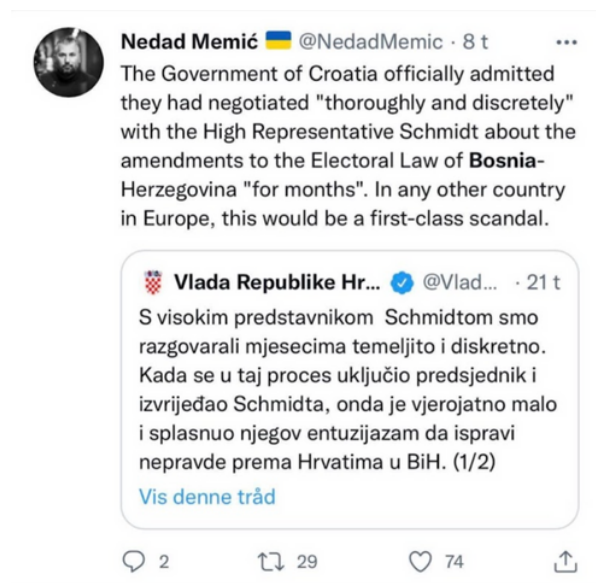 Nedad Memić 🇺🇦 @NedadMemic · 8 t ···
The Government of Croatia officially admitted
they had negotiated "thoroughly and discretely"
with the High Representative Schmidt about the
amendments to the Electoral Law of Bosnia-
Herzegovina "for months". In any other country
in Europe, this would be a first-class scandal.
Vlada Republike Hr... @Vlad... · 21 t
S visokim predstavnikom Schmidtom smo
razgovarali mjesecima temeljito i diskretno.
Kada se u taj proces uključio predsjednik i
izvrijeđao Schmidta, onda je vjerojatno malo
i splasnuo njegov entuzijazam da ispravi
nepravde prema Hrvatima u BiH. (1/2)
Vis denne tråd
2 29 74